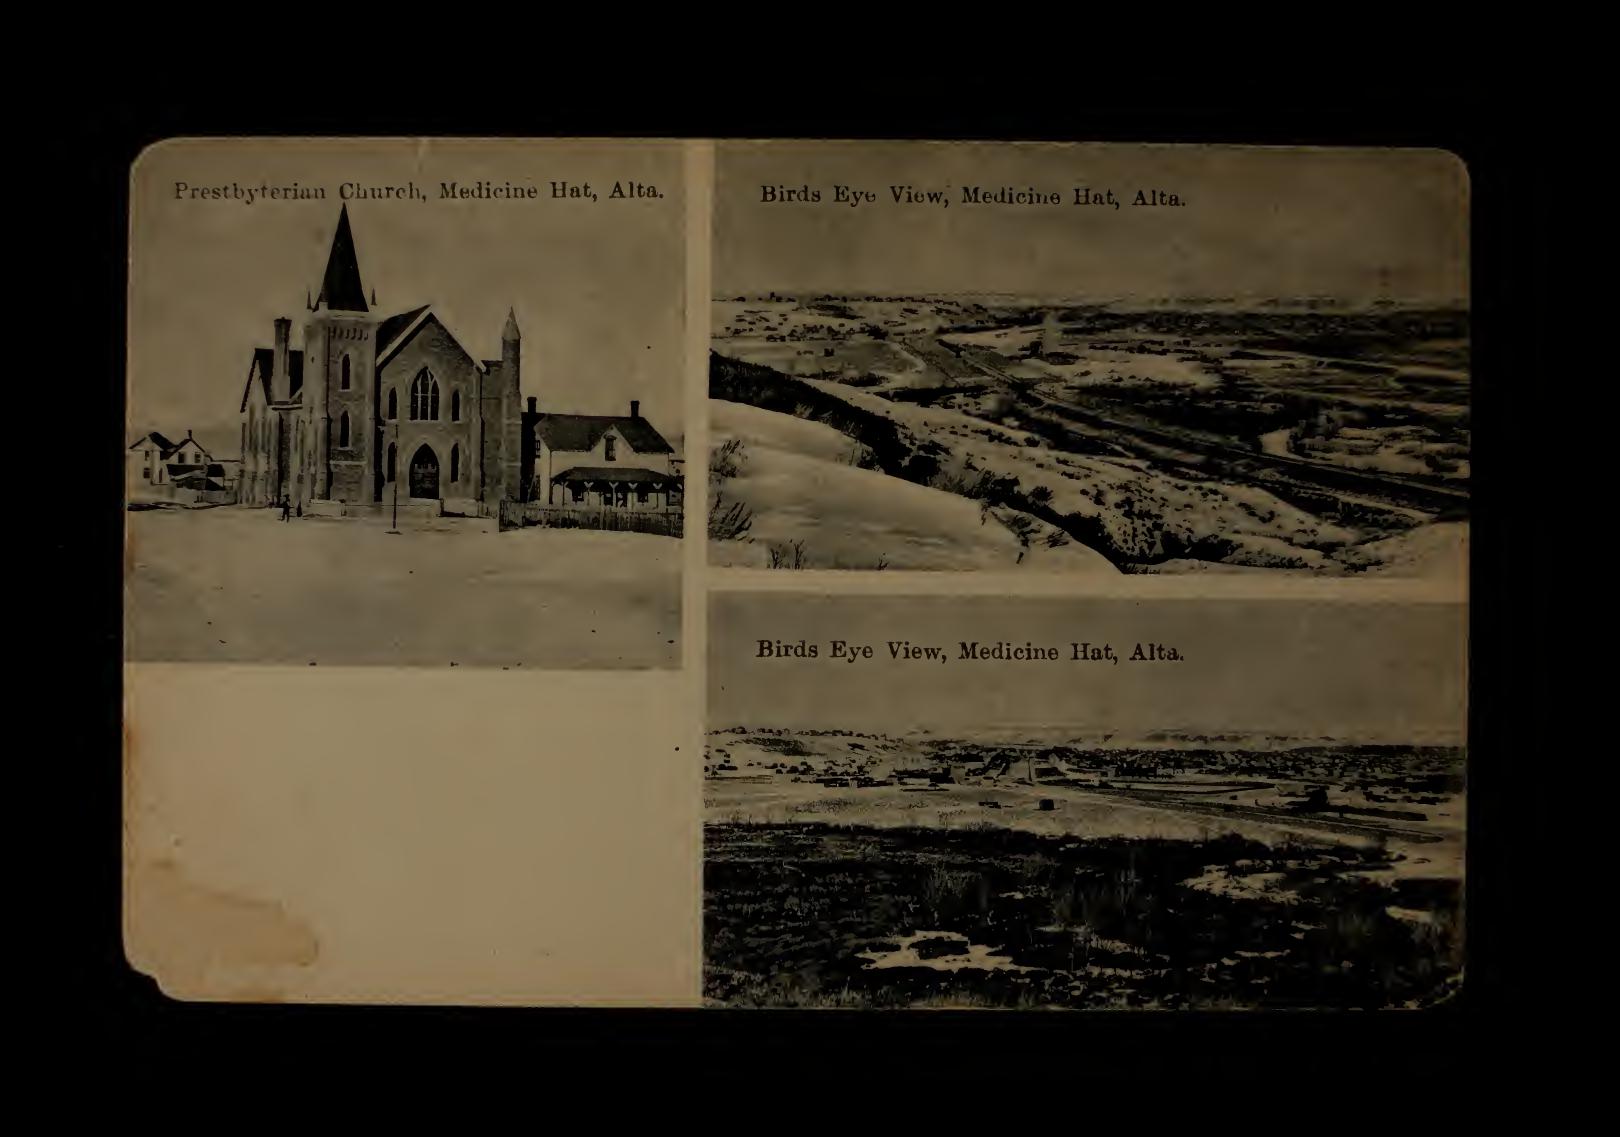 Prestbyterian Church, Medicine Hat, Alta.
Birds Eye View, Medicine Hat, Alta.
Birds Eye View, Medicine Hat, Alta.